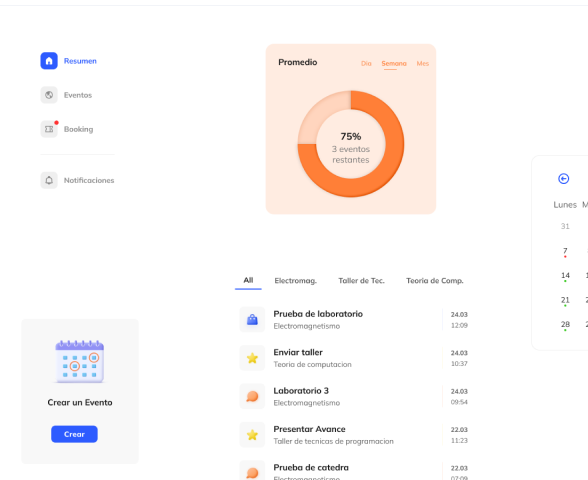 Resumen
Eventos
Booking
Notificaciones
Promedio
Dia Semana Mes
75%
3 eventos
restantes
Lunes
31
7
14
21
28
All Electromag. Taller de Tec. Teoria de Comp.
Prueba de laboratorio 24.03
Electromagnetismo 12:09
Enviar taller 24.03
Teoria de computacion 10:37
Laboratorio 3 24.03
Electromagnetismo 09:54
Presentar Avance 22.03
Taller de tecnicas de programacion 11:23
Prueba de catedra 22.03
Electromagnetismo 07:09
Crear un Evento
Crear